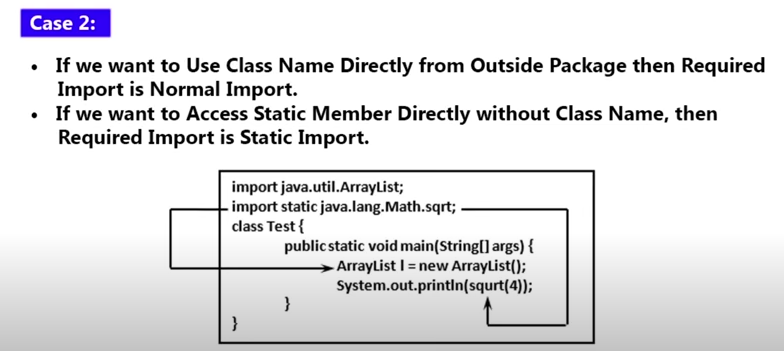 Case 2:
• If we want to Use Class Name Directly from Outside Package then Required
Import is Normal Import.
• If we want to Access Static Member Directly without Class Name, then
Required Import is Static Import.
import java.util.ArrayList;
import static java.lang.Math.sqrt;
class Test {
public static void main(String[] args) {
ArrayList l = new ArrayList();
System.out.println(squrt(4));
}
}